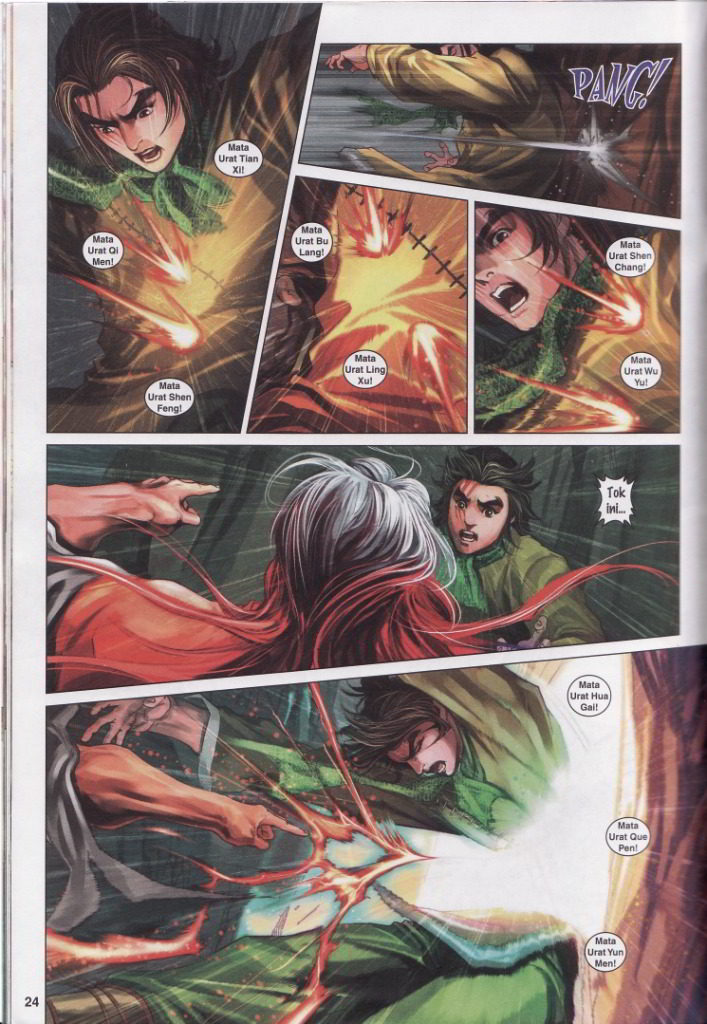 Mata
Urat Tian
Xi!
Mata
Urat Qi
Men!
Mata
Urat Shen
Feng!
PANG!
Mata
Urat Bu
Lang!
Mata
Urat Ling
Xu!
Mata
Urat Shen
Chang!
Mata
Urat Wu
Yu!
Tok
ini...
Mata
Urat Hua
Gai!
Mata
Urat Que
Pen!
Mata
Urat Yun
Men!
24